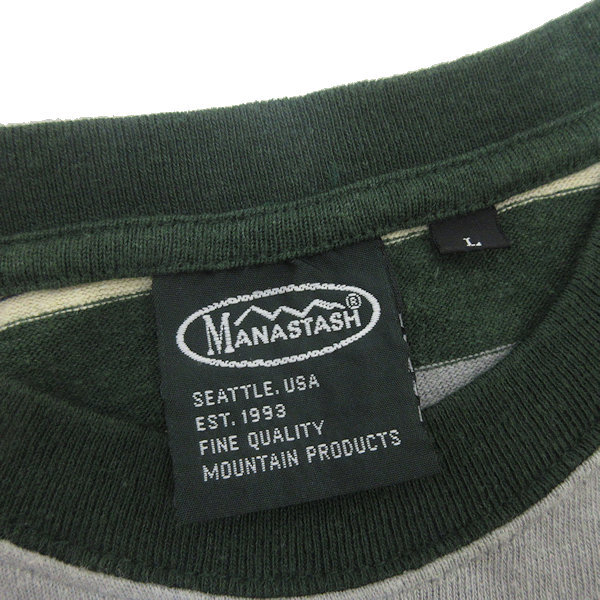 L
MANASTASH®
SEATTLE, USA
EST. 1993
FINE QUALITY
MOUNTAIN PRODUCTS